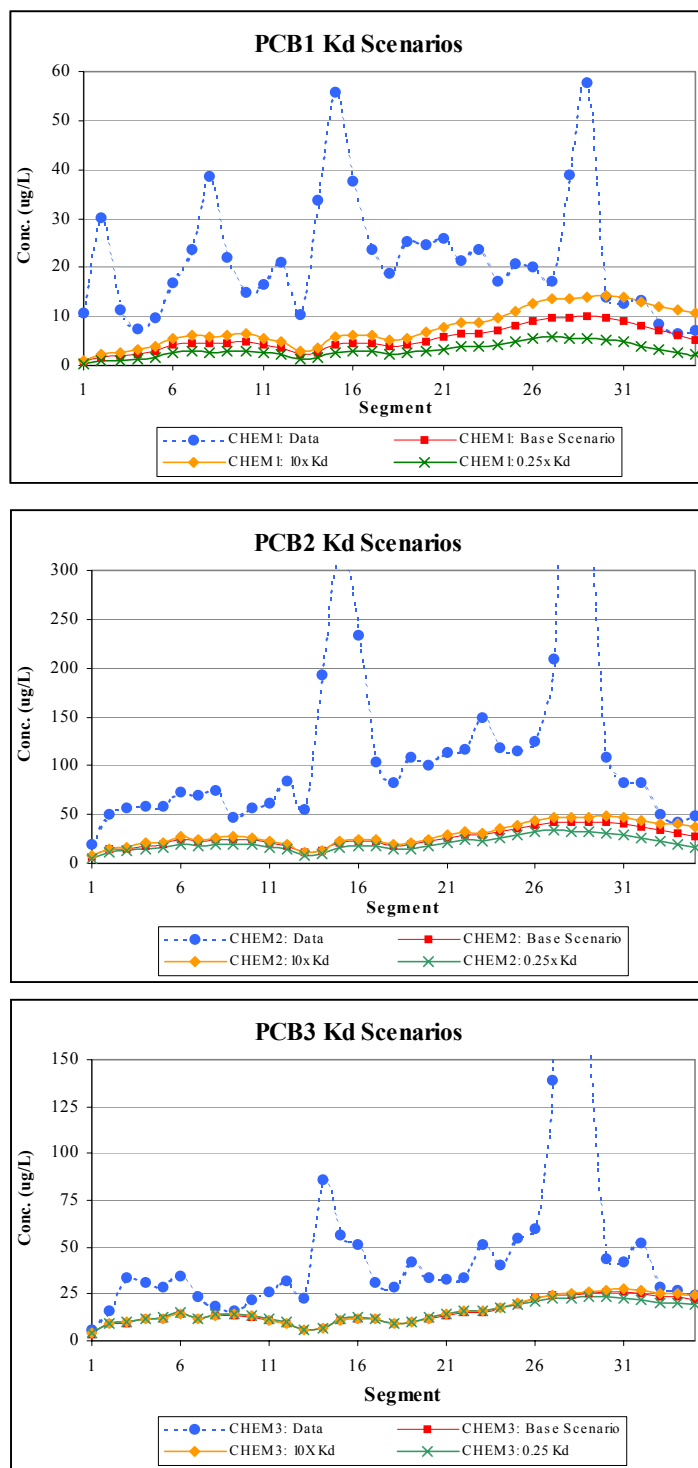 PCB1 Kd Scenarios
60
50
40
30
20
10
0
Conc. (ug/L)
1 6 11 16 21 26 31
Segment
CHEM1: Data CHEM1: Base Scenario
CHEM1: 10x Kd CHEM1: 0.25x Kd
PCB2 Kd Scenarios
300
250
200
150
100
50
0
Conc. (ug/L)
1 6 11 16 21 26 31
Segment
CHEM2: Data CHEM2: Base Scenario
CHEM2: 10x Kd CHEM2: 0.25x Kd
PCB3 Kd Scenarios
150
125
100
75
50
25
0
Conc. (ug/L)
1 6 11 16 21 26 31
Segment
CHEM3: Data CHEM3: Base Scenario
CHEM3: 10X Kd CHEM3: 0.25 Kd